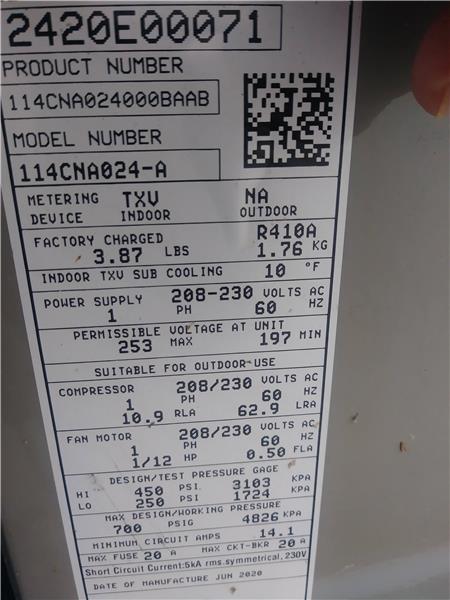 2420E00071
PRODUCT NUMBER
114CNA024000BAAB
MODEL NUMBER
114CNA024-A
METERING TXV NA
DEVICE INDOOR OUTDOOR
FACTORY CHARGED R410A
3.87 LBS 1.76 KG
INDOOR TXV SUB COOLING 10 °F
POWER SUPPLY 208-230 VOLTS AC
1 PH 60 HZ
PERMISSIBLE VOLTAGE AT UNIT
253 MAX 197 MIN
SUITABLE FOR OUTDOOR USE
COMPRESSOR 208/230 VOLTS AC
1 PH 60 HZ
10.9 RLA 62.9 LRA
FAN MOTOR 208/230 VOLTS AC
1 PH 60 HZ
1/12 HP 0.50 FLA
DESIGN/TEST PRESSURE GAGE
HI 450 PSI 3103 KPA
LO 250 PSI 1724 KPA
MAX DESIGN/WORKING PRESSURE
700 PSIG 4826 KPA
MINIMUM CIRCUIT AMPS 14.1
MAX FUSE 20 A MAX CKT-BKR 20 A
Short Circuit Current:5kA rms.symmetrical, 230V
DATE OF MANUFACTURE JUN 2020